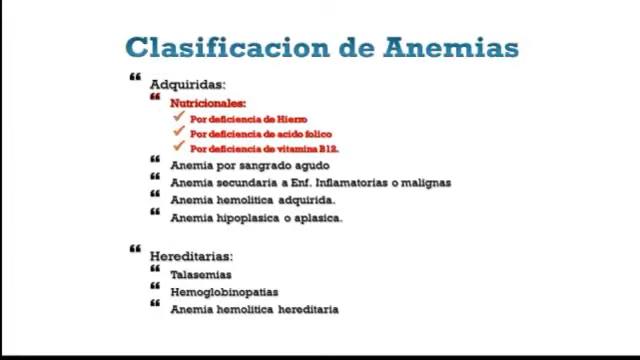 Clasificacion de Anemias
Adquiridas:
Nutricionales:
Por deficiencia de Hierro
Por deficiencia de acido folico
Por deficiencia de vitamina B12.
Anemia por sangrado agudo
Anemia secundaria a Enf. Inflamatorias o malignas
Anemia hemolitica adquirida.
Anemia hipoplasica o aplasica.
Hereditarias:
Talasemias
Hemoglobinopatias
Anemia hemolitica hereditaria